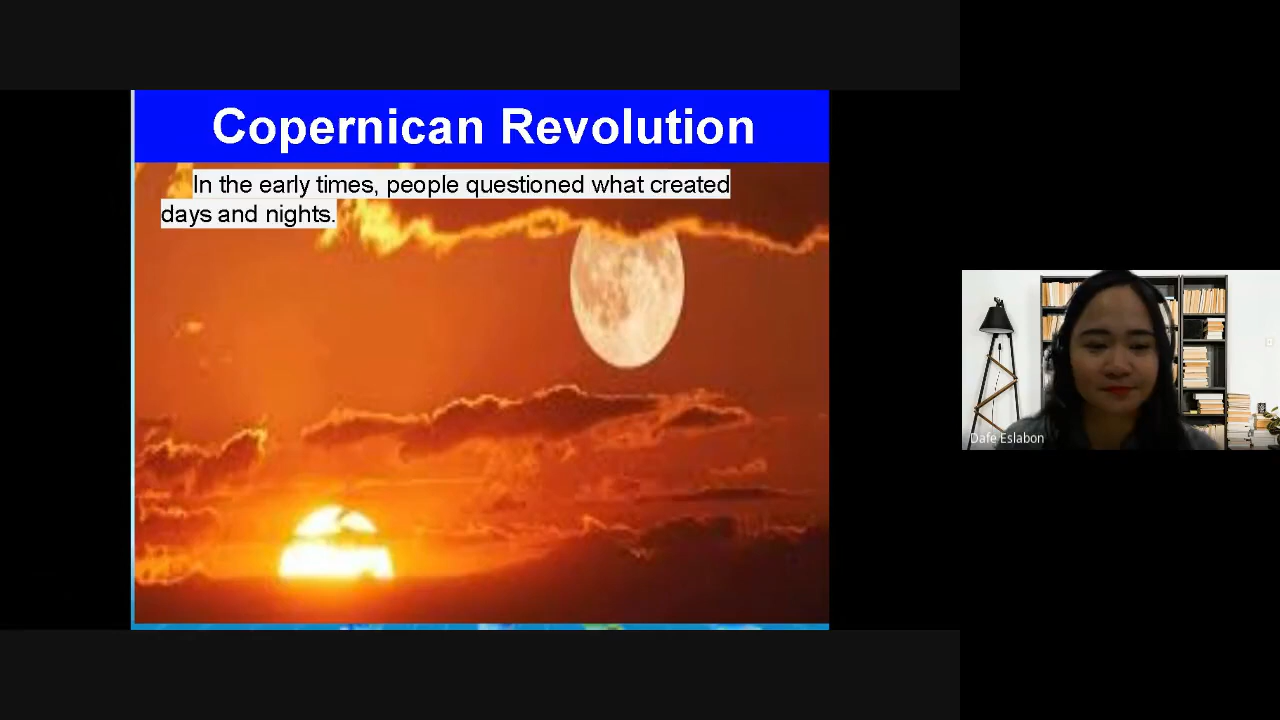 Copernican Revolution
In the early times, people questioned what created
days and nights.
Dafe Eslabon